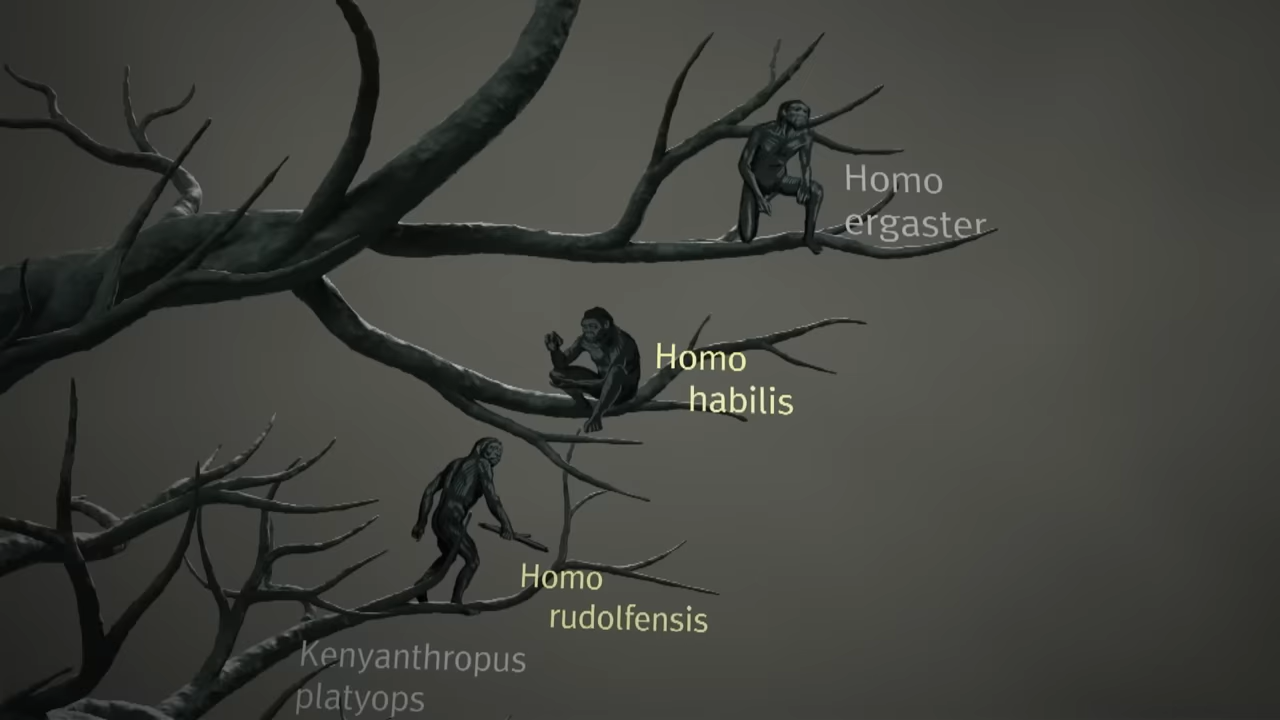 Homo
ergaster
Homo
habilis
Homo
rudolfensis
Kenyanthropus
platyops